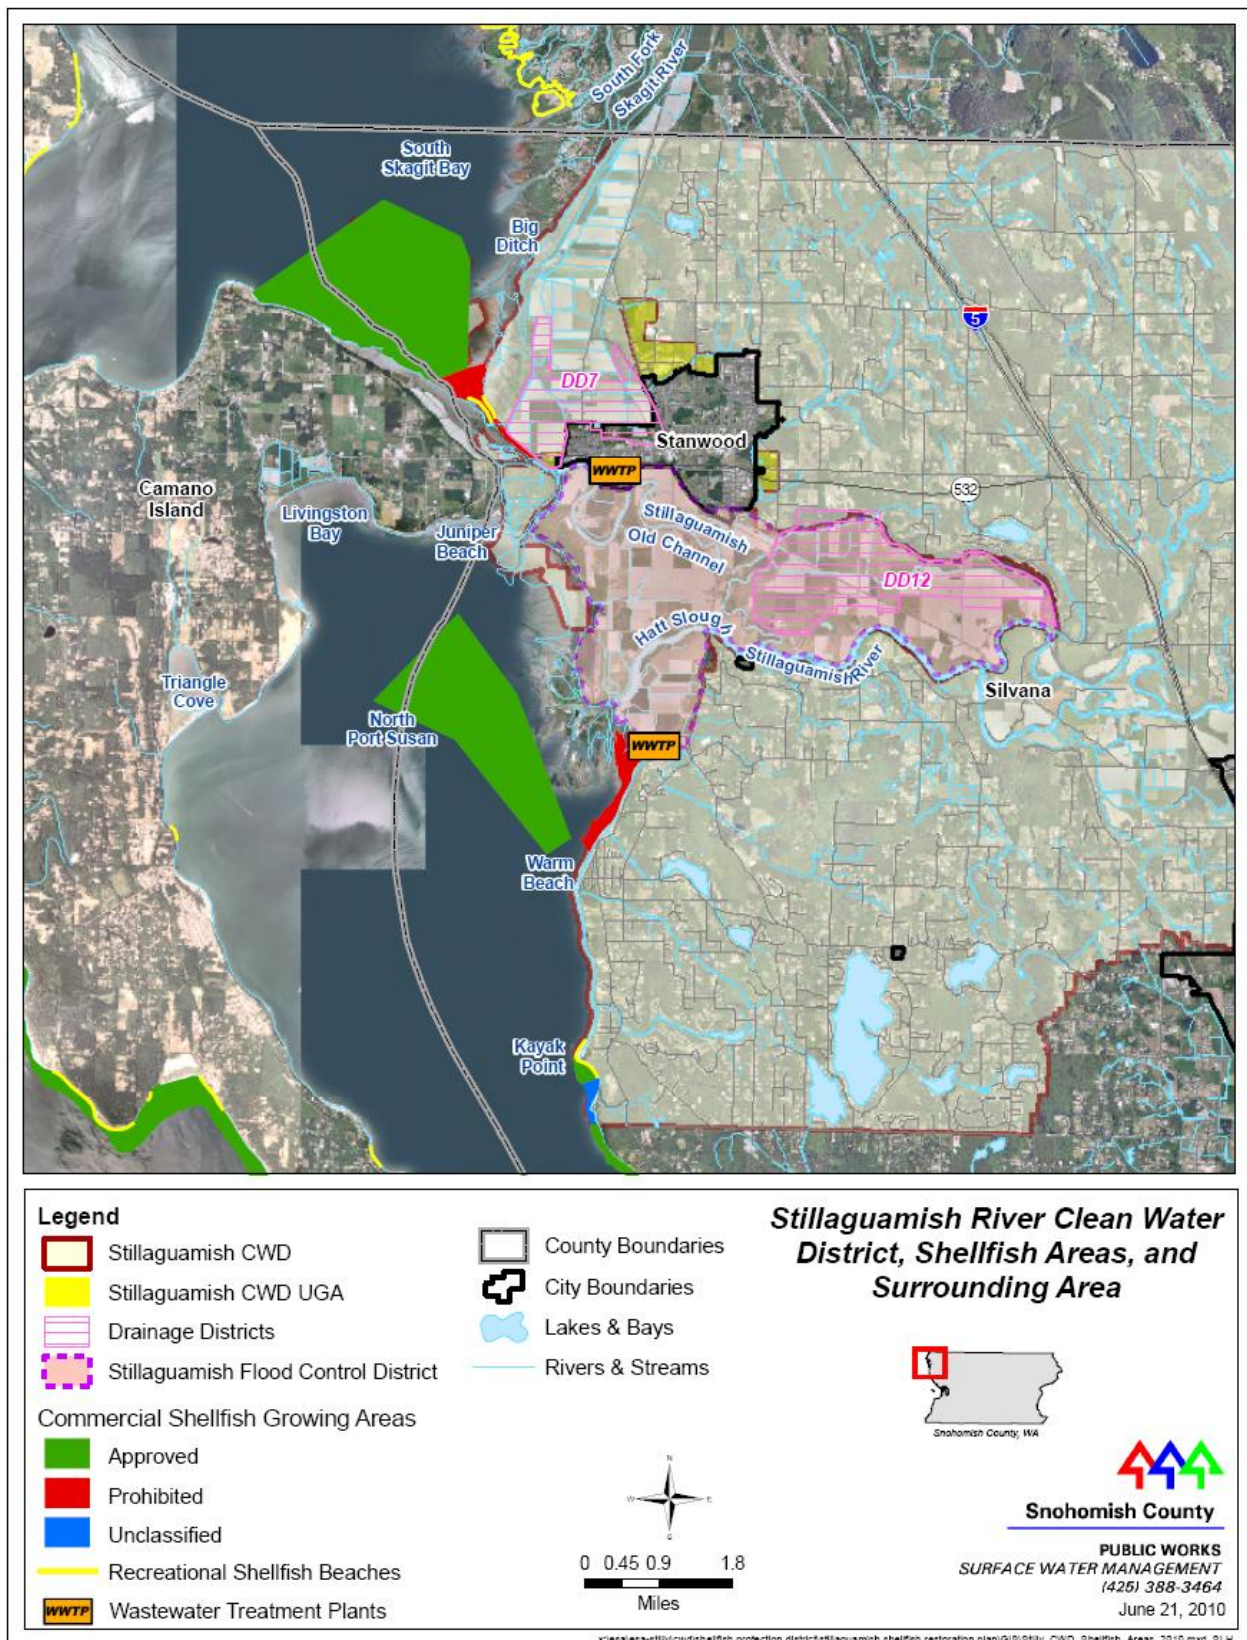 South Fork
Skagit River
South
Skagit Bay
Big
Ditch
5
DD7
Stanwood
WWTP
532
Camano
Island
Livingston
Bay
Juniper
Beach
Stillaguamish
Old Channel
DD12
Hatt Slough
Stillaguamish River
Silvana
Triangle
Cove
North
Port Susan
WWTP
Warm
Beach
Kayak
Point
Legend
Stillaguamish CWD
Stillaguamish CWD UGA
Drainage Districts
Stillaguamish Flood Control District
Commercial Shellfish Growing Areas
Approved
Prohibited
Unclassified
Recreational Shellfish Beaches
WWTP Wastewater Treatment Plants
County Boundaries
City Boundaries
Lakes & Bays
Rivers & Streams
N
W E
S
0 0.45 0.9 1.8
Miles
Stillaguamish River Clean Water
District, Shellfish Areas, and
Surrounding Area
Snohomish County, WA
Snohomish County
PUBLIC WORKS
SURFACE WATER MANAGEMENT
(425) 388-3464
June 21, 2010